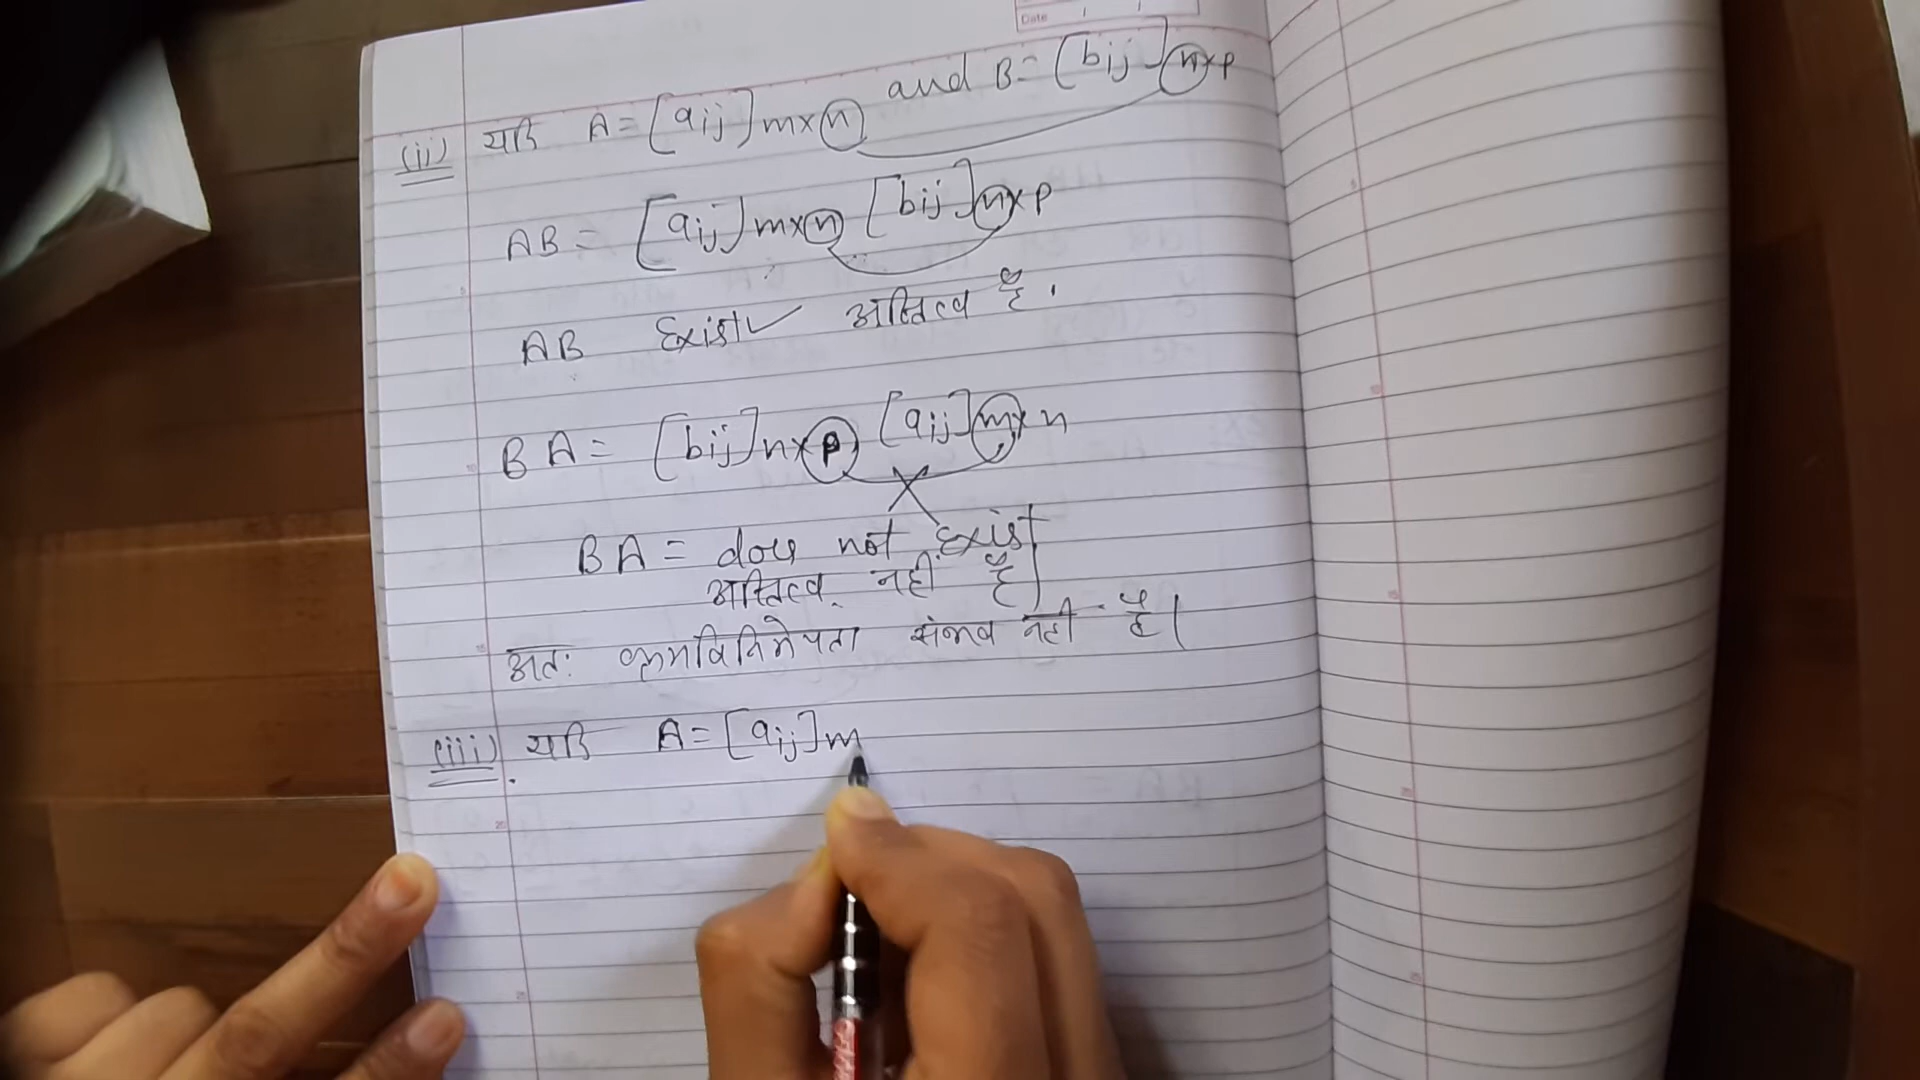 Date
(ii) यदि A = [aij] m×n and B = [bij] n×p
AB = [aij] m×n [bij] n×p
AB Exist ✓ अस्तित्व है.
BA = [bij] n×p [aij] m×n
BA = does not Exist
अस्तित्व नहीं है|
अतः क्रमविनिमेयता संभव नही है|
(iii) यदि A = [aij] m